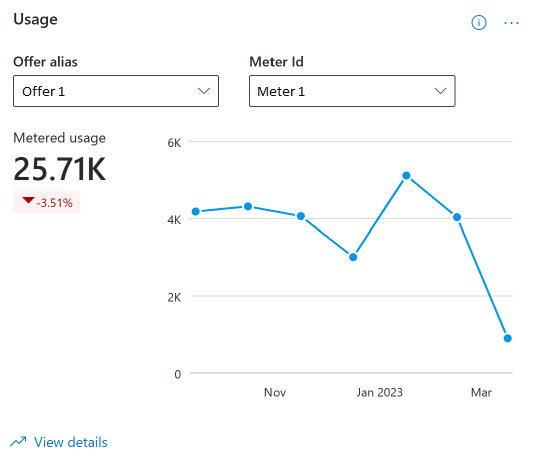 Usage
Offer alias
Meter Id
Offer 1
Meter 1
Metered usage
25.71K
-3.51%
6K
4K
2K
0
Nov
Jan 2023
Mar
View details